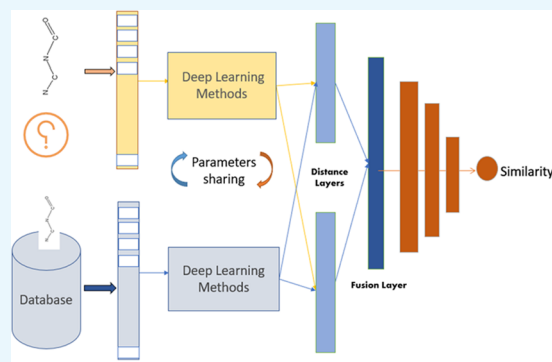 O
N
C
N
?
Deep Learning
Methods
Parameters
sharing
Distance
Layers
Similarity
Database
Deep Learning
Methods
Fusion Layer